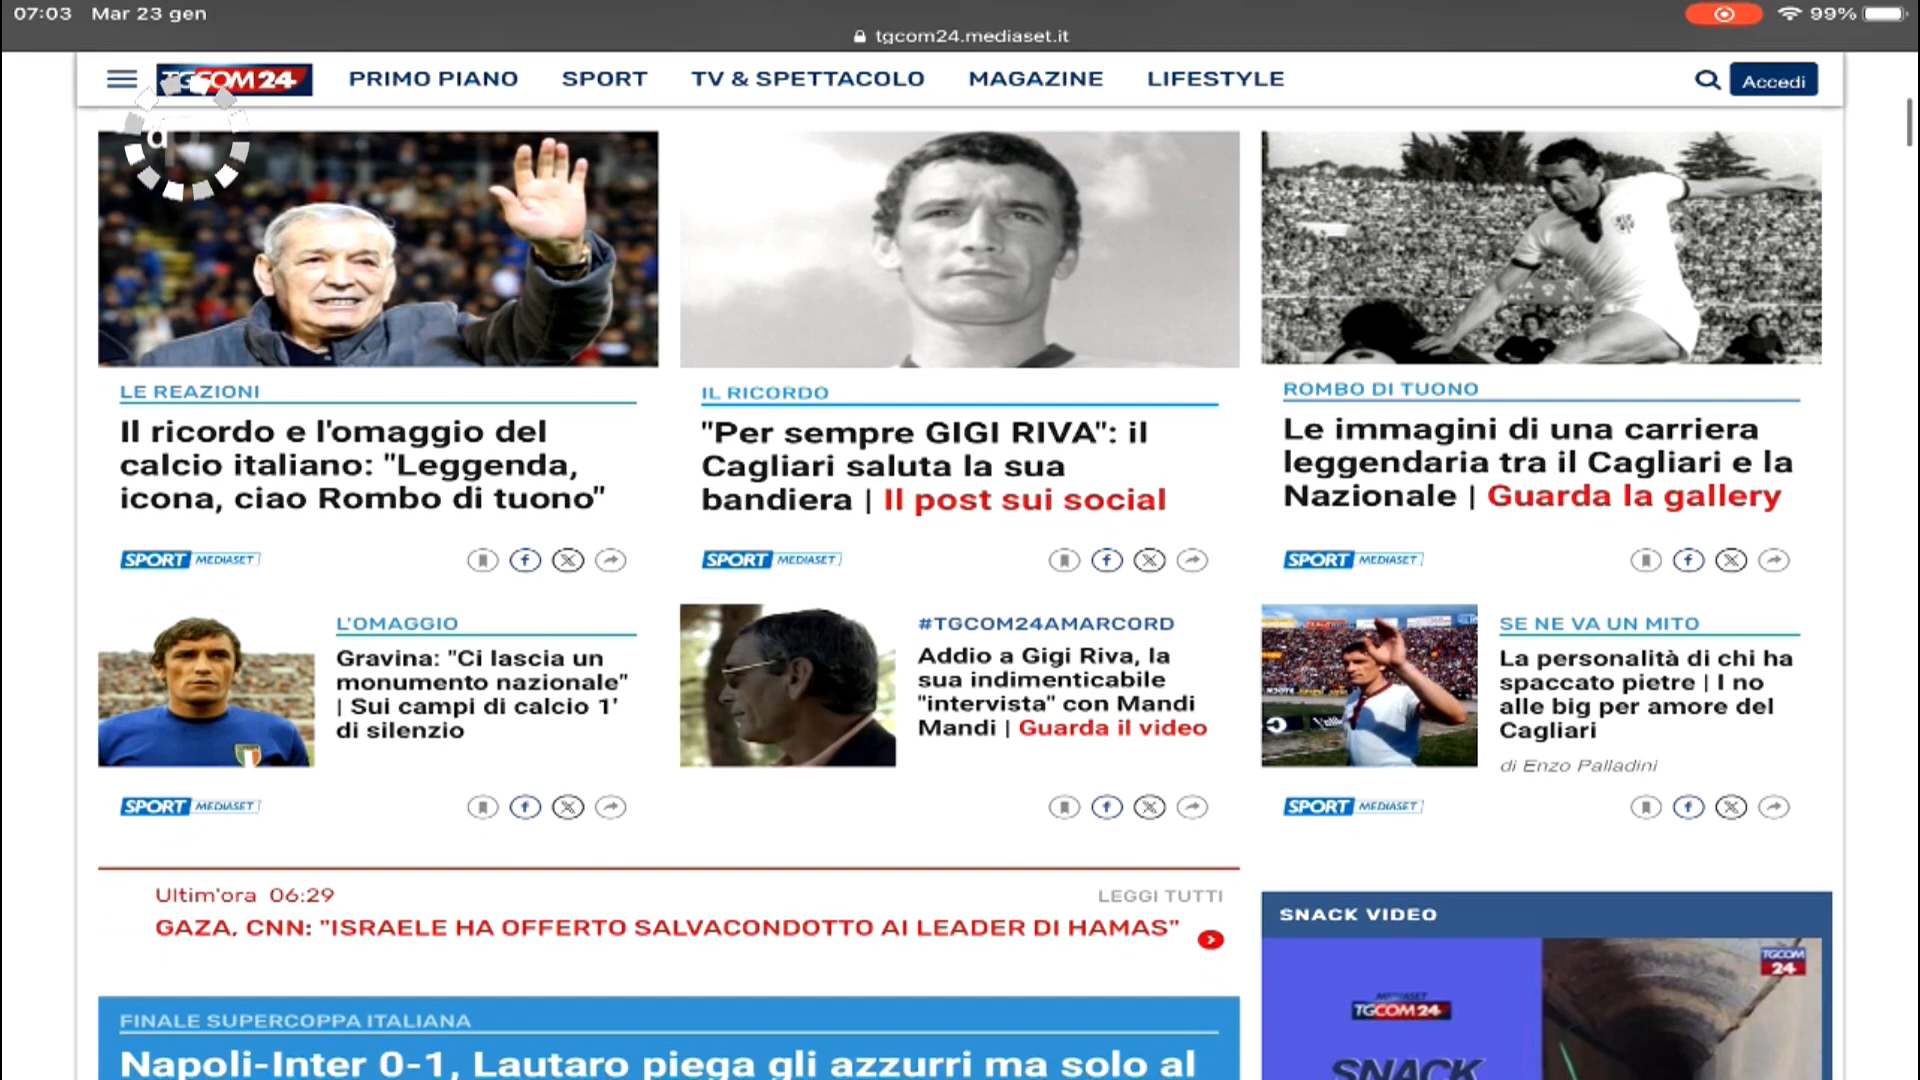 07:03 Mar 23 gen
99%
tgcom24.mediaset.it
TGCOM24 PRIMO PIANO SPORT TV & SPETTACOLO MAGAZINE LIFESTYLE
Accedi
LE REAZIONI
Il ricordo e l'omaggio del
calcio italiano: "Leggenda,
icona, ciao Rombo di tuono"
SPORT MEDIASET
IL RICORDO
"Per sempre GIGI RIVA": il
Cagliari saluta la sua
bandiera | Il post sui social
SPORT MEDIASET
ROMBO DI TUONO
Le immagini di una carriera
leggendaria tra il Cagliari e la
Nazionale | Guarda la gallery
SPORT MEDIASET
L'OMAGGIO
Gravina: "Ci lascia un
monumento nazionale"
| Sui campi di calcio 1'
di silenzio
SPORT MEDIASET
#TGCOM24AMARCORD
Addio a Gigi Riva, la
sua indimenticabile
"intervista" con Mandi
Mandi | Guarda il video
SE NE VA UN MITO
La personalità di chi ha
spaccato pietre | I no
alle big per amore del
Cagliari
di Enzo Palladini
SPORT MEDIASET
Ultim'ora 06:29
LEGGI TUTTI
GAZA, CNN: "ISRAELE HA OFFERTO SALVACONDOTTO AI LEADER DI HAMAS"
SNACK VIDEO
TGCOM
24
MEDIASET
TGCOM24
SNACK
FINALE SUPERCOPPA ITALIANA
Napoli-Inter 0-1, Lautaro piega gli azzurri ma solo al